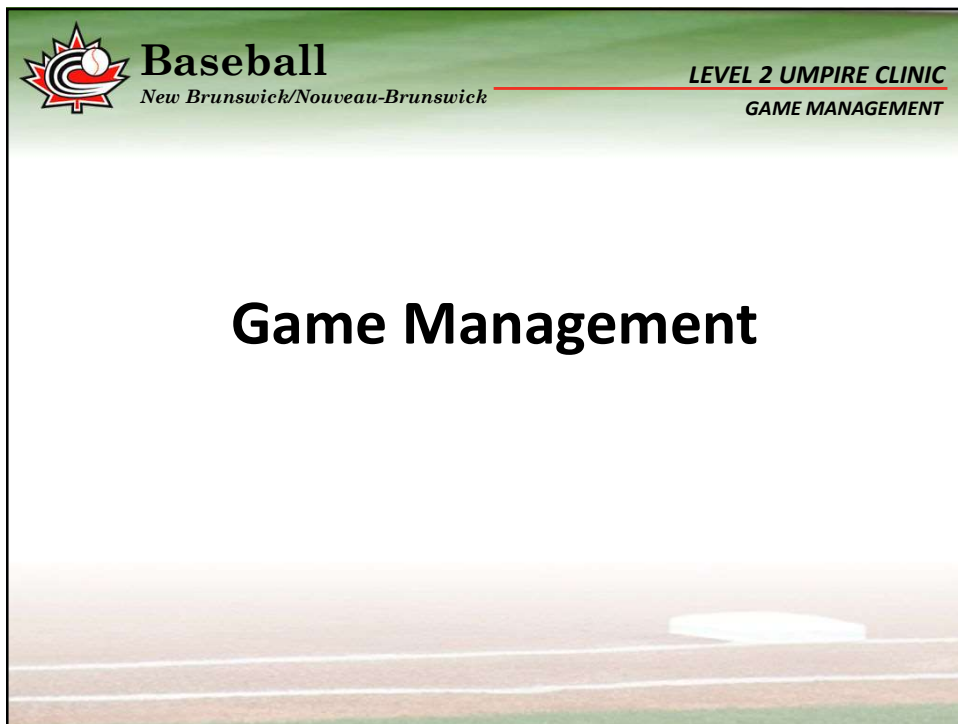 Baseball
New Brunswick/Nouveau-Brunswick
LEVEL 2 UMPIRE CLINIC
GAME MANAGEMENT
Game Management